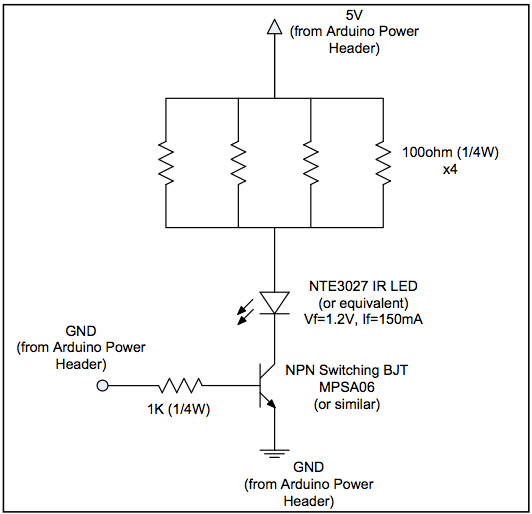 5V
(from Arduino Power
Header)
100ohm (1/4W)
x4
NTE3027 IR LED
(or equivalent)
Vf=1.2V, If=150mA
GND
(from Arduino Power
Header)
1K (1/4W)
NPN Switching BJT
MPSA06
(or similar)
GND
(from Arduino Power
Header)